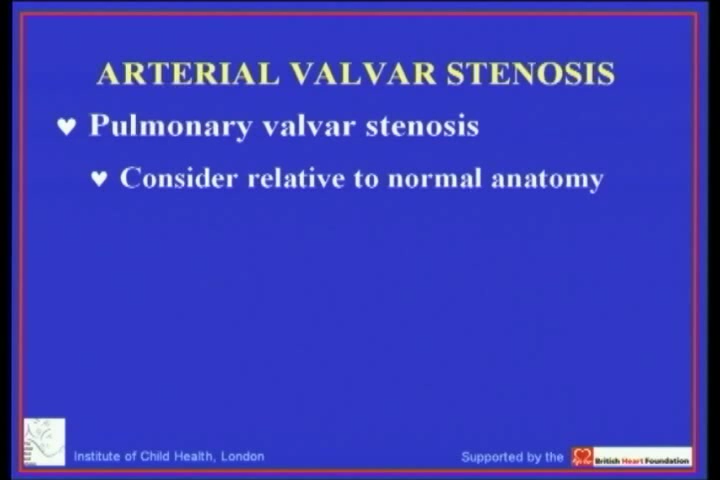 ARTERIAL VALVAR STENOSIS
Pulmonary valvar stenosis
Consider relative to normal anatomy
Institute of Child Health, London
Supported by the
British Heart Foundation